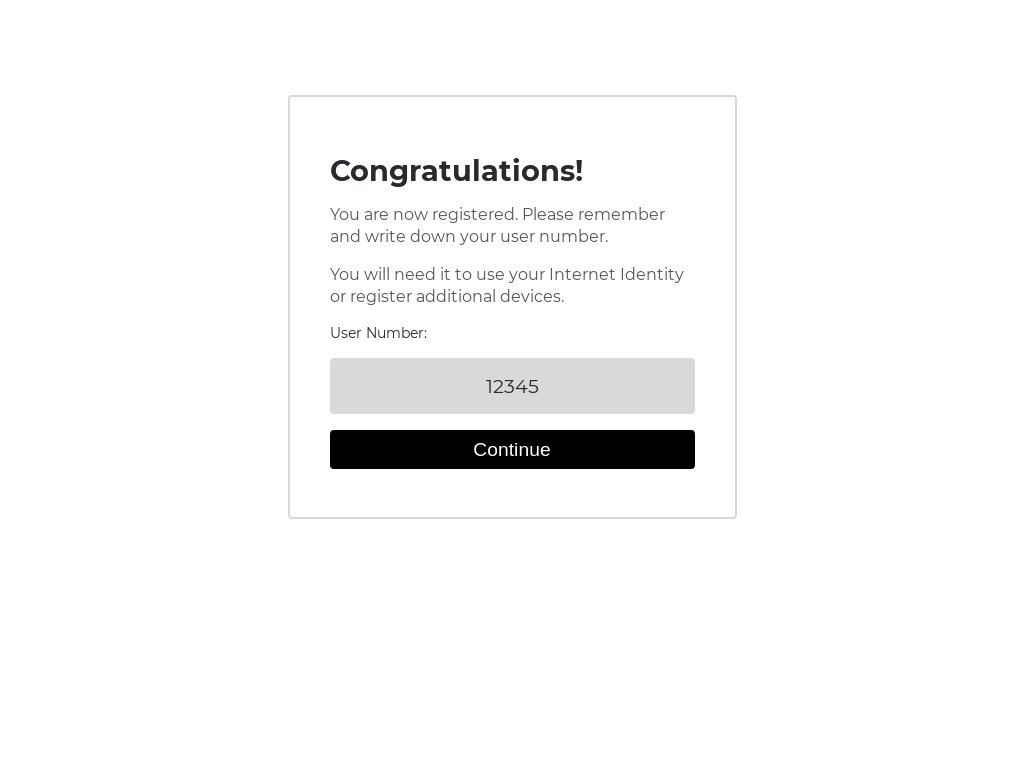 Congratulations!
You are now registered. Please remember
and write down your user number.
You will need it to use your Internet Identity
or register additional devices.
User Number:
12345
Continue